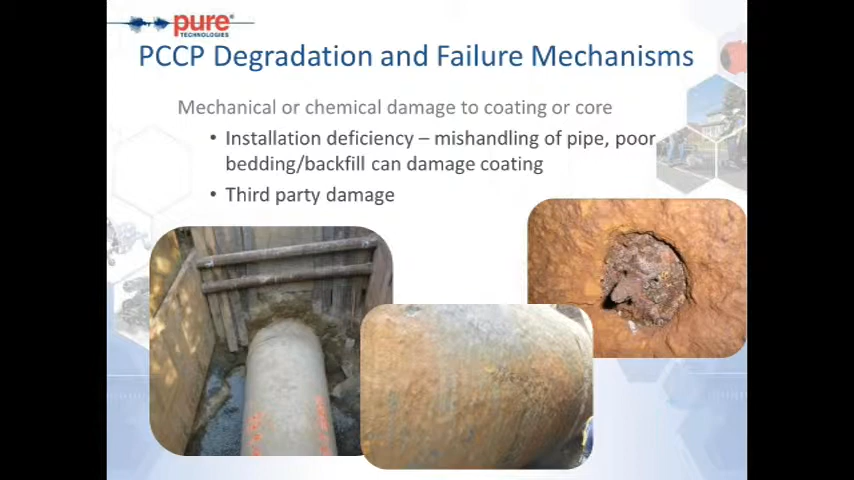 pure
TECHNOLOGIES
PCCP Degradation and Failure Mechanisms
Mechanical or chemical damage to coating or core
• Installation deficiency – mishandling of pipe, poor
bedding/backfill can damage coating
• Third party damage